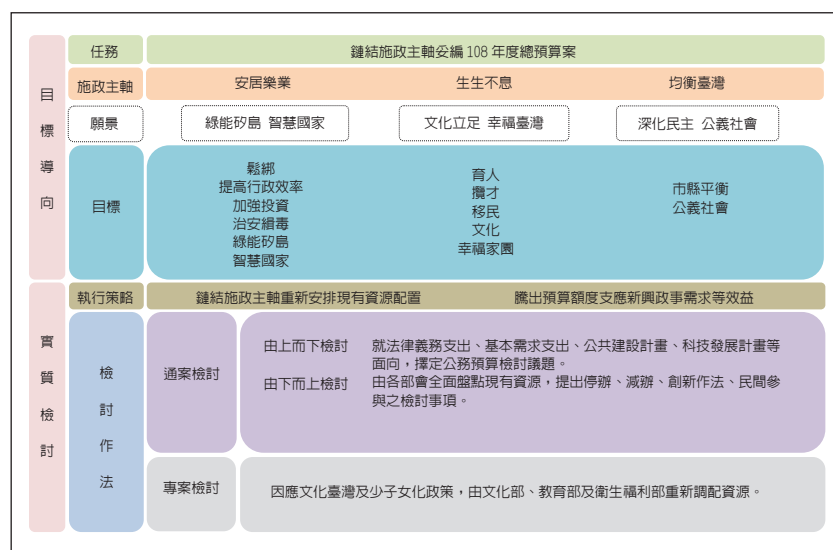 目標導向
任務
鏈結施政主軸妥編 108 年度總預算案
施政主軸
安居樂業
生生不息
均衡臺灣
願景
綠能矽島 智慧國家
文化立足 幸福臺灣
深化民主 公義社會
目標
鬆綁
提高行政效率
加強投資
治安緝毒
綠能矽島
智慧國家
育人
攬才
移民
文化
幸福家園
市縣平衡
公義社會
實質檢討
執行策略
鏈結施政主軸重新安排現有資源配置
騰出預算額度支應新興政事需求等效益
檢討作法
通案檢討
由上而下檢討
就法律義務支出、基本需求支出、公共建設計畫、科技發展計畫等
面向，擇定公務預算檢討議題。
由下而上檢討
由各部會全面盤點現有資源，提出停辦、減辦、創新作法、民間參
與之檢討事項。
專案檢討
因應文化臺灣及少子女化政策，由文化部、教育部及衛生福利部重新調配資源。